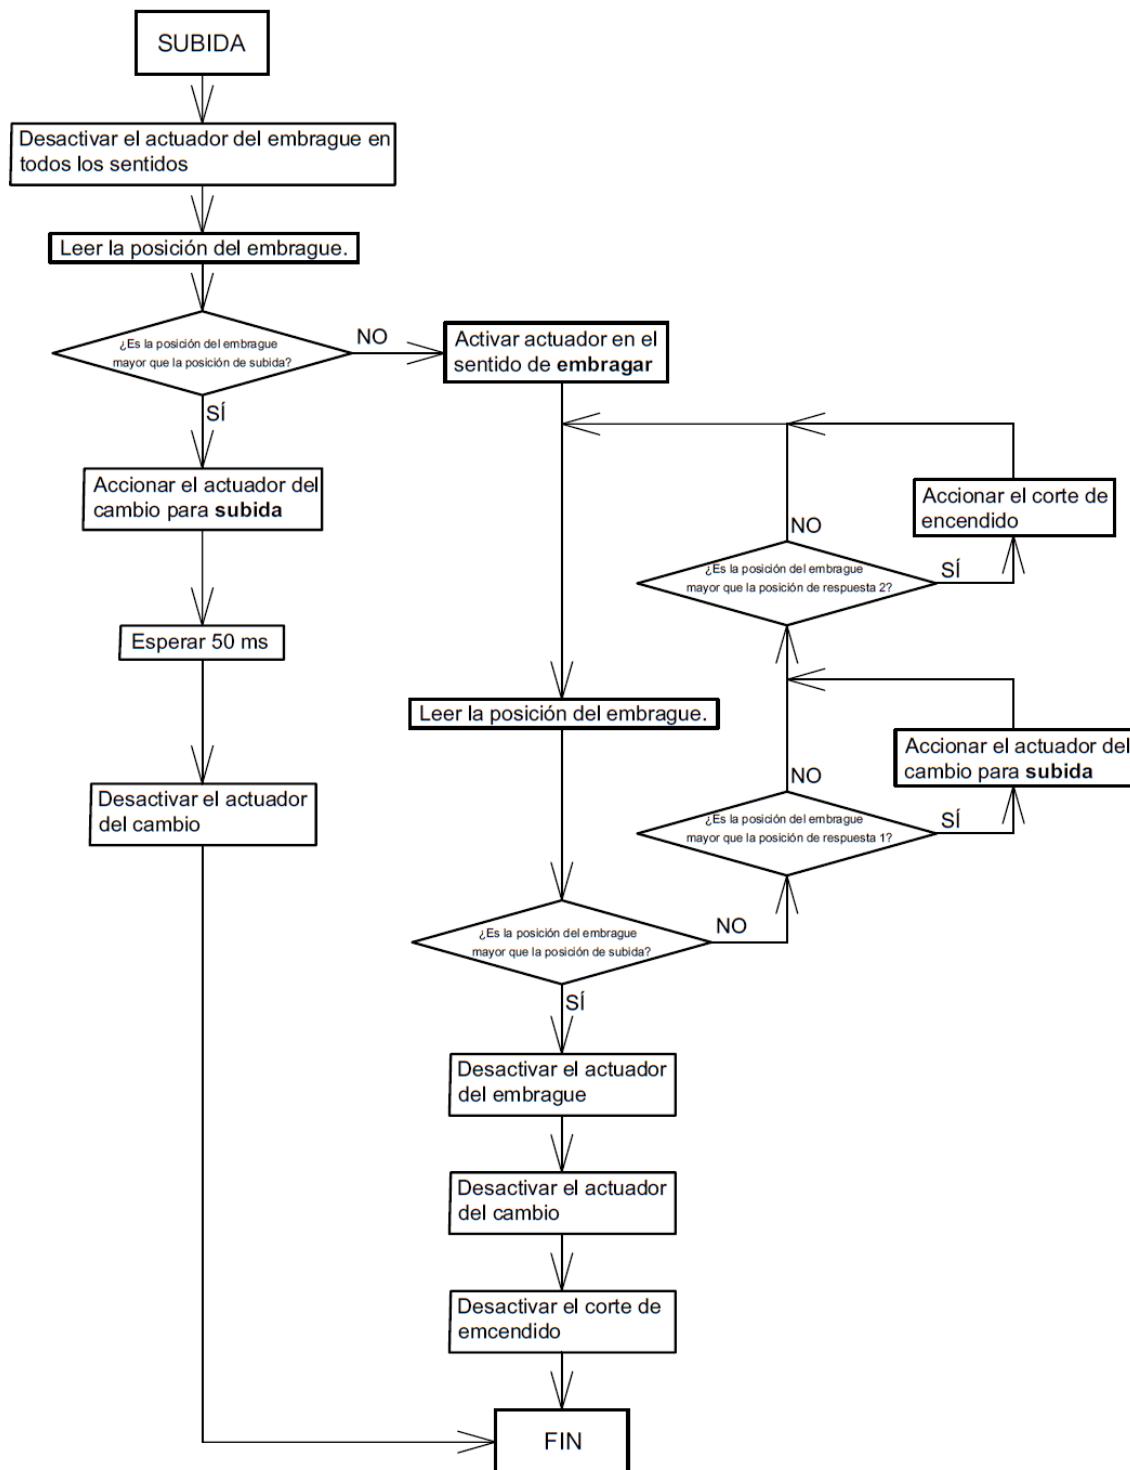 SUBIDA
Desactivar el actuador del embrague en
todos los sentidos
Leer la posición del embrague.
¿Es la posición del embrague
mayor que la posición de subida?
NO
SÍ
Activar actuador en el
sentido de embragar
Accionar el actuador del
cambio para subida
Esperar 50 ms
Desactivar el actuador
del cambio
Accionar el corte de
encendido
NO
¿Es la posición del embrague
mayor que la posición de respuesta 2?
SÍ
Leer la posición del embrague.
Accionar el actuador del
cambio para subida
NO
¿Es la posición del embrague
mayor que la posición de respuesta 1?
SÍ
¿Es la posición del embrague
mayor que la posición de subida?
NO
SÍ
Desactivar el actuador
del embrague
Desactivar el actuador
del cambio
Desactivar el corte de
emcendido
FIN